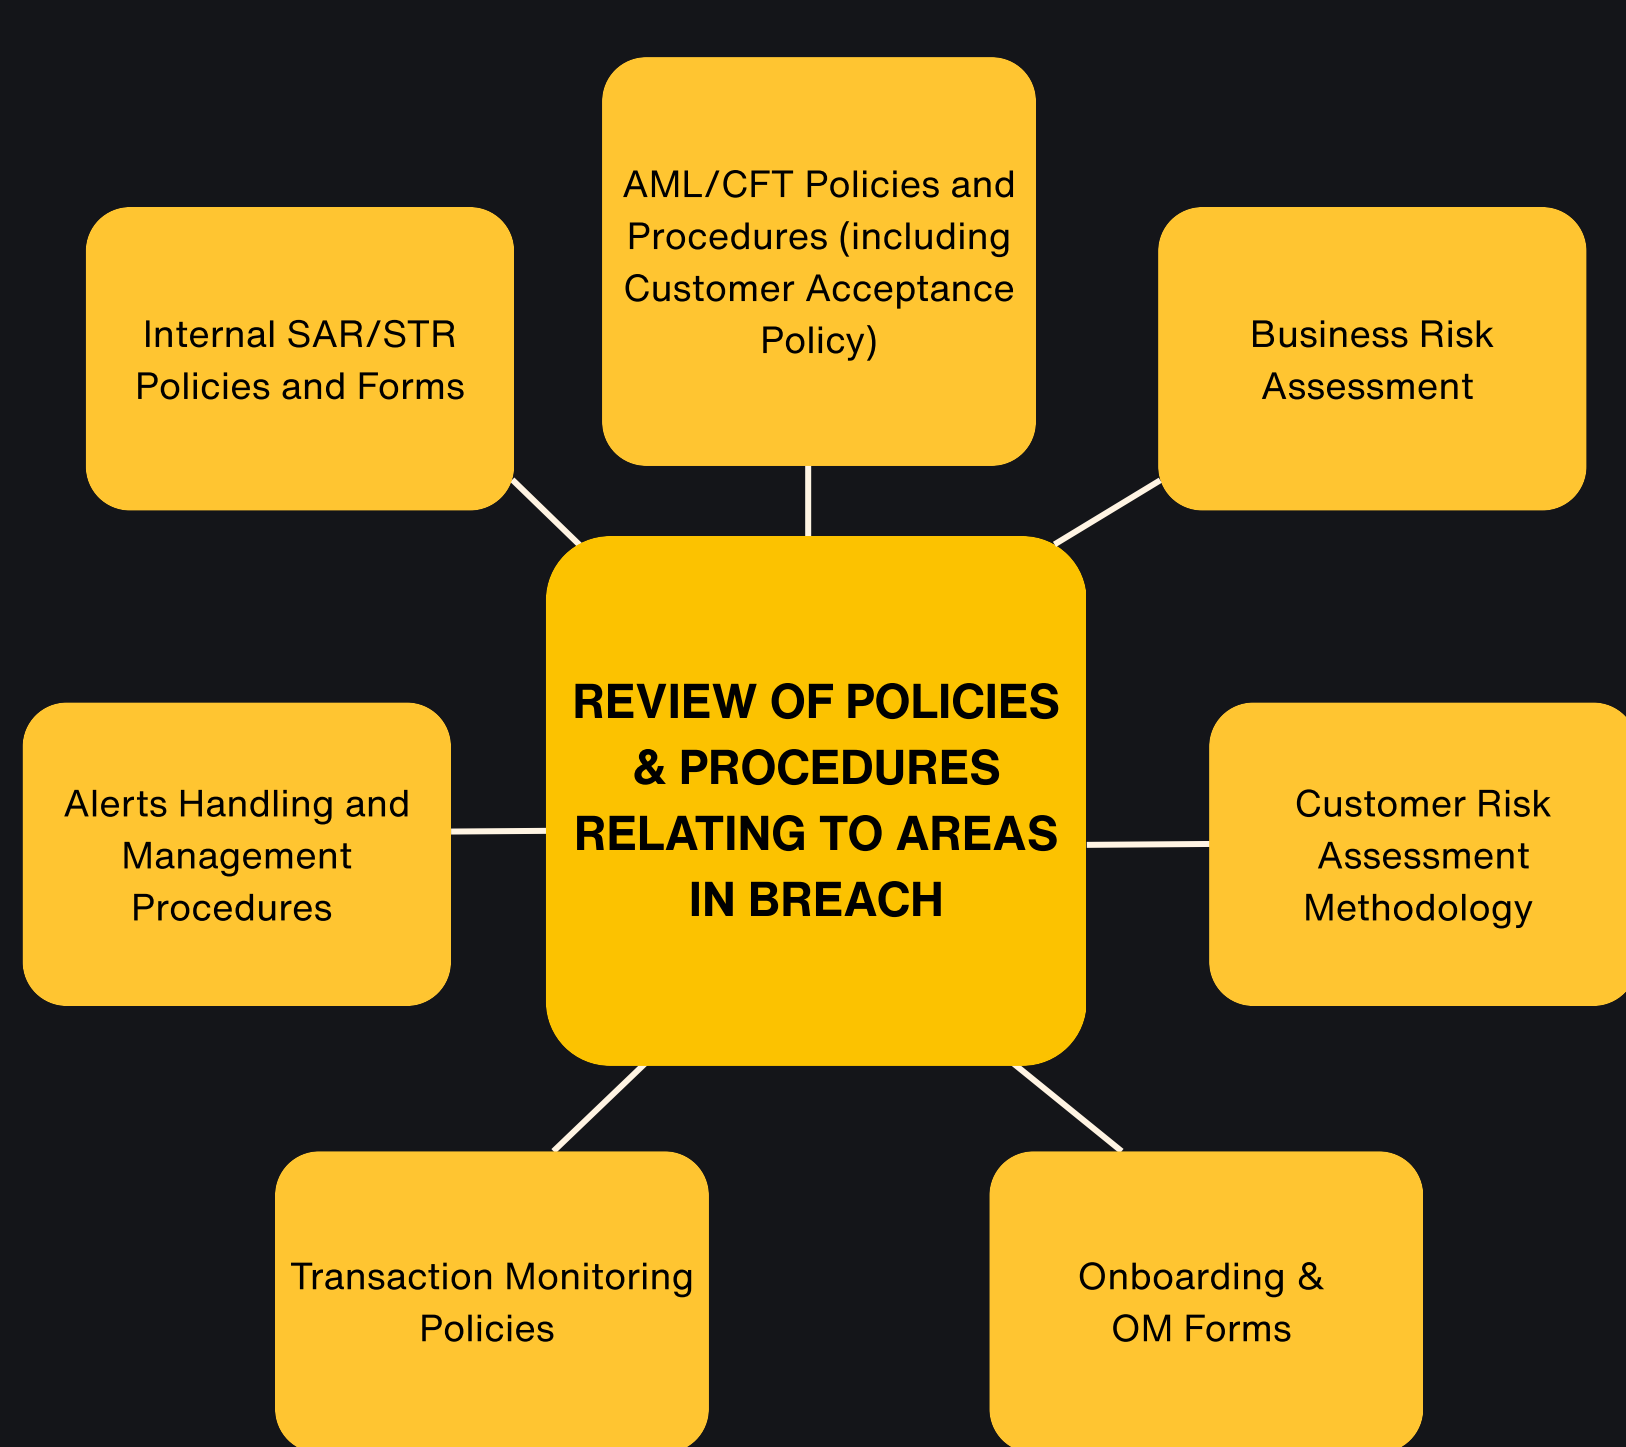 AML/CFT Policies and
Procedures (including
Customer Acceptance
Policy)
Internal SAR/STR
Policies and Forms
Business Risk
Assessment
REVIEW OF POLICIES
& PROCEDURES
RELATING TO AREAS
IN BREACH
Alerts Handling and
Management
Procedures
Customer Risk
Assessment
Methodology
Transaction Monitoring
Policies
Onboarding &
OM Forms